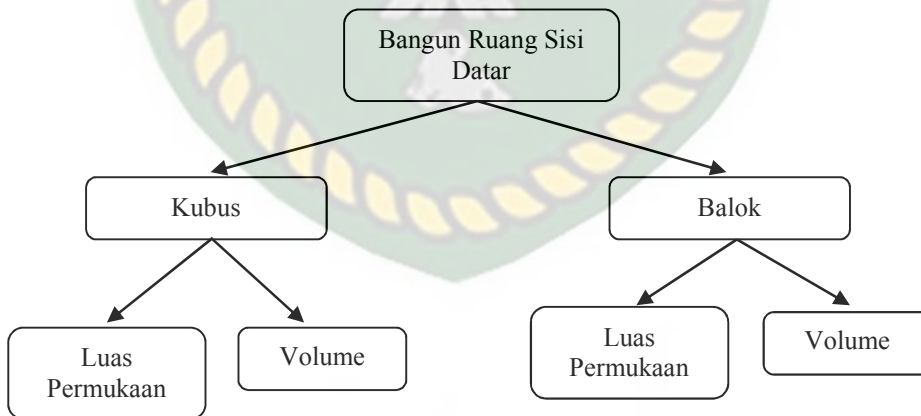 Bangun Ruang Sisi
Datar
Kubus
Balok
Luas
Permukaan
Volume
Luas
Permukaan
Volume